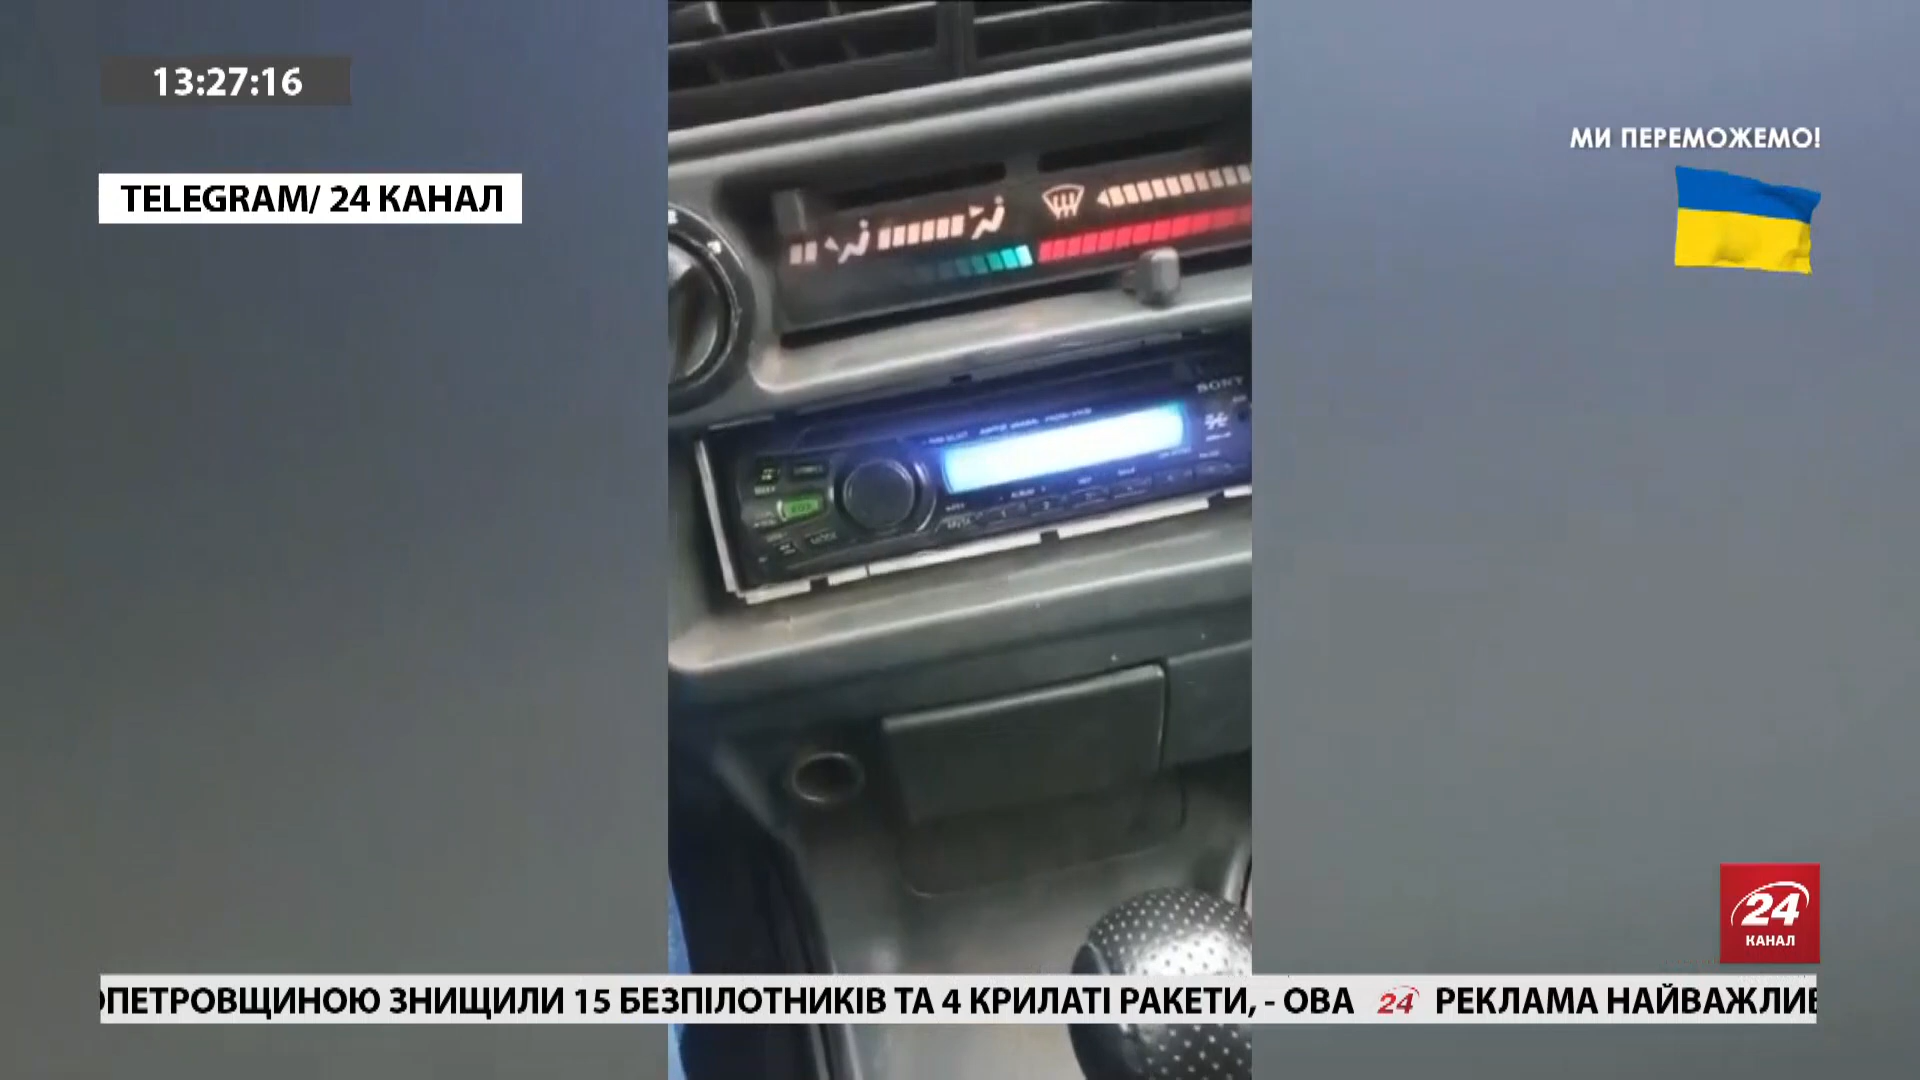 13:27:16
МИ ПЕРЕМОЖЕМО!
TELEGRAM/ 24 КАНАЛ
SONY
24
КАНАЛ
ОПЕТРОВЩИНОЮ ЗНИЩИЛИ 15 БЕЗПІЛОТНИКІВ ТА 4 КРИЛАТІ РАКЕТИ, - ОВА 24 РЕКЛАМА НАЙВАЖЛИВ